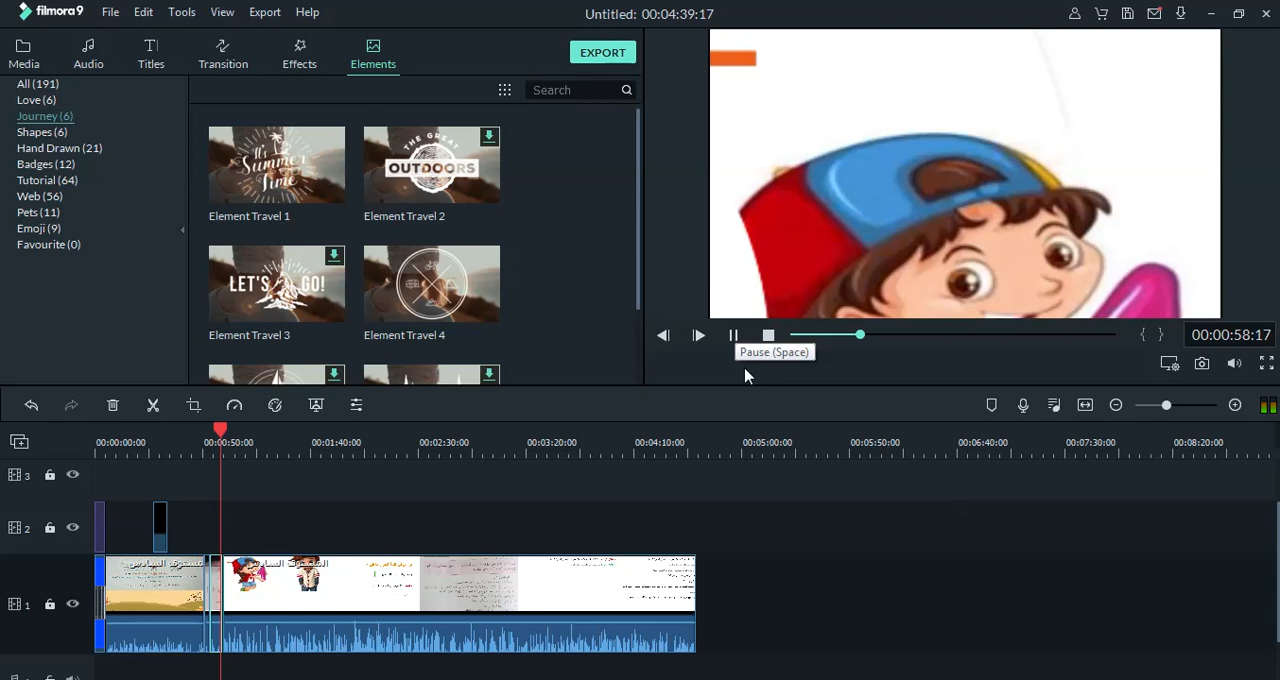 filmora9 File Edit Tools View Export Help Untitled: 00:04:39:17
Media Audio Titles Transition Effects Elements EXPORT
All (191)
Love (6)
Journey (6)
Shapes (6)
Hand Drawn (21)
Badges (12)
Tutorial (64)
Web (56)
Pets (11)
Emoji (9)
Favourite (0)
Search
It's Summer Time
THE GREAT OUTDOORS
Element Travel 1 Element Travel 2
LET'S GO!
Element Travel 3 Element Travel 4
{ } 00:00:58:17
Pause (Space)
00:00:00:00 00:00:50:00 00:01:40:00 00:02:30:00 00:03:20:00 00:04:10:00 00:05:00:00 00:05:50:00 00:06:40:00 00:07:30:00 00:08:20:00
3
2
1